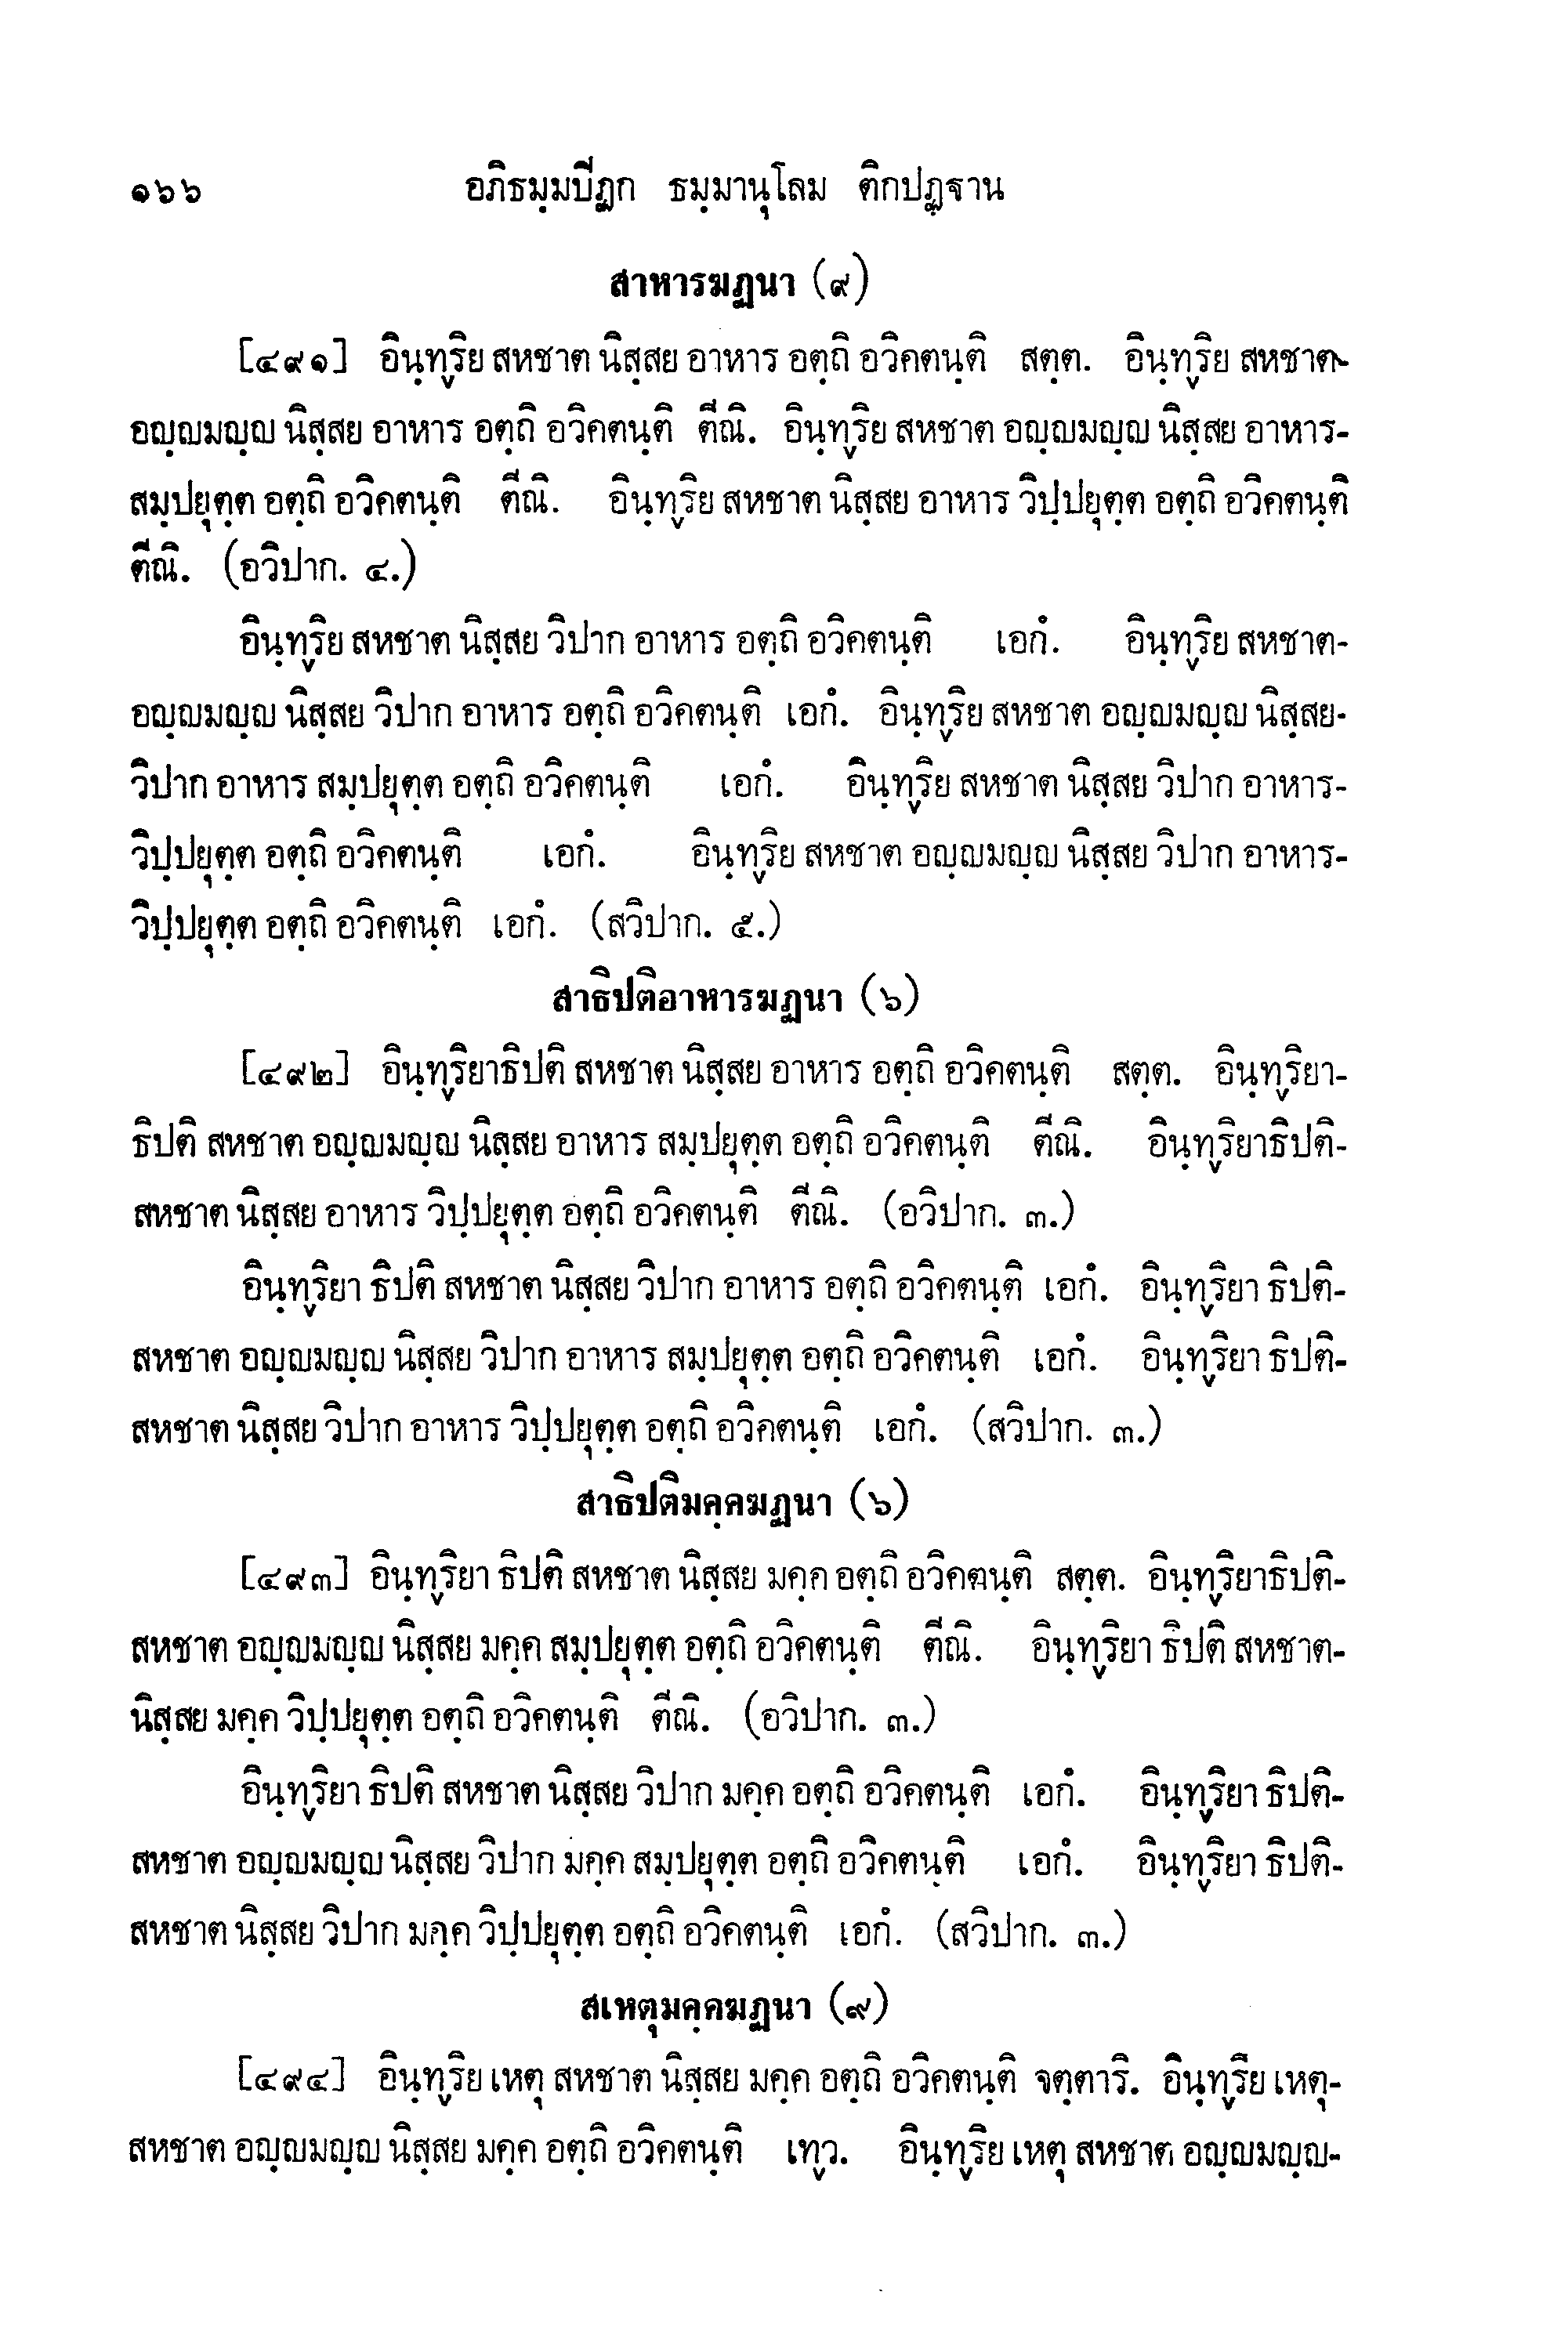 ๑๖๖ อภิธมฺมปีฏก ธมฺมานุโลม ติกปฏฺฐาน
สาหารฆฏนา (๙)
[๔๙๑] อินฺทฺริย สหชาต นิสฺสย อาหาร อตฺถิ อวิคตนฺติ สตฺต. อินฺทฺริย สหชาต-
อญฺญมญฺญ นิสฺสย อาหาร อตฺถิ อวิคตนฺติ ตีณิ. อินฺทฺริย สหชาต อญฺญมญฺญ นิสฺสย อาหาร-
สมฺปยุตฺต อตฺถิ อวิคตนฺติ ตีณิ. อินฺทฺริย สหชาต นิสฺสย อาหาร วิปฺปยุตฺต อตฺถิ อวิคตนฺติ
ตีณิ. (อวิปาก. ๔.)
อินฺทฺริย สหชาต นิสฺสย วิปาก อาหาร อตฺถิ อวิคตนฺติ เอกํ. อินฺทฺริย สหชาต-
อญฺญมญฺญ นิสฺสย วิปาก อาหาร อตฺถิ อวิคตนฺติ เอกํ. อินฺทฺริย สหชาต อญฺญมญฺญ นิสฺสย-
วิปาก อาหาร สมฺปยุตฺต อตฺถิ อวิคตนฺติ เอกํ. อินฺทฺริย สหชาต นิสฺสย วิปาก อาหาร-
วิปฺปยุตฺต อตฺถิ อวิคตนฺติ เอกํ. อินฺทฺริย สหชาต อญฺญมญฺญ นิสฺสย วิปาก อาหาร-
วิปฺปยุตฺต อตฺถิ อวิคตนฺติ เอกํ. (สวิปาก. ๕.)
สาธิปติอาหารฆฏนา (๖)
[๔๙๒] อินฺทฺริยาธิปติ สหชาต นิสฺสย อาหาร อตฺถิ อวิคตนฺติ สตฺต. อินฺทฺริยา-
ธิปติ สหชาต อญฺญมญฺญ นิสฺสย อาหาร สมฺปยุตฺต อตฺถิ อวิคตนฺติ ตีณิ. อินฺทฺริยาธิปติ-
สหชาต นิสฺสย อาหาร วิปฺปยุตฺต อตฺถิ อวิคตนฺติ ตีณิ. (อวิปาก. ๓.)
อินฺทฺริยา ธิปติ สหชาต นิสฺสย วิปาก อาหาร อตฺถิ อวิคตนฺติ เอกํ. อินฺทฺริยา ธิปติ-
สหชาต อญฺญมญฺญ นิสฺสย วิปาก อาหาร สมฺปยุตฺต อตฺถิ อวิคตนฺติ เอกํ. อินฺทฺริยา ธิปติ-
สหชาต นิสฺสย วิปาก อาหาร วิปฺปยุตฺต อตฺถิ อวิคตนฺติ เอกํ. (สวิปาก. ๓.)
สาธิปติมคฺคฆฏนา (๖)
[๔๙๓] อินฺทฺริยา ธิปติ สหชาต นิสฺสย มคฺค อตฺถิ อวิคตนฺติ สตฺต. อินฺทฺริยาธิปติ-
สหชาต อญฺญมญฺญ นิสฺสย มคฺค สมฺปยุตฺต อตฺถิ อวิคตนฺติ ตีณิ. อินฺทฺริยา ธิปติ สหชาต-
นิสฺสย มคฺค วิปฺปยุตฺต อตฺถิ อวิคตนฺติ ตีณิ. (อวิปาก. ๓.)
อินฺทฺริยา ธิปติ สหชาต นิสฺสย วิปาก มคฺค อตฺถิ อวิคตนฺติ เอกํ. อินฺทฺริยา ธิปติ-
สหชาต อญฺญมญฺญ นิสฺสย วิปาก มคฺค สมฺปยุตฺต อตฺถิ อวิคตนฺติ เอกํ. อินฺทฺริยา ธิปติ-
สหชาต นิสฺสย วิปาก มคฺค วิปฺปยุตฺต อตฺถิ อวิคตนฺติ เอกํ. (สวิปาก. ๓.)
สเหตุมคฺคฆฏนา (๙)
[๔๙๔] อินฺทฺริย เหตุ สหชาต นิสฺสย มคฺค อตฺถิ อวิคตนฺติ จตฺตาริ. อินฺทฺริย เหตุ-
สหชาต อญฺญมญฺญ นิสฺสย มคฺค อตฺถิ อวิคตนฺติ เทฺว. อินฺทฺริย เหตุ สหชาต อญฺญมญฺญ-